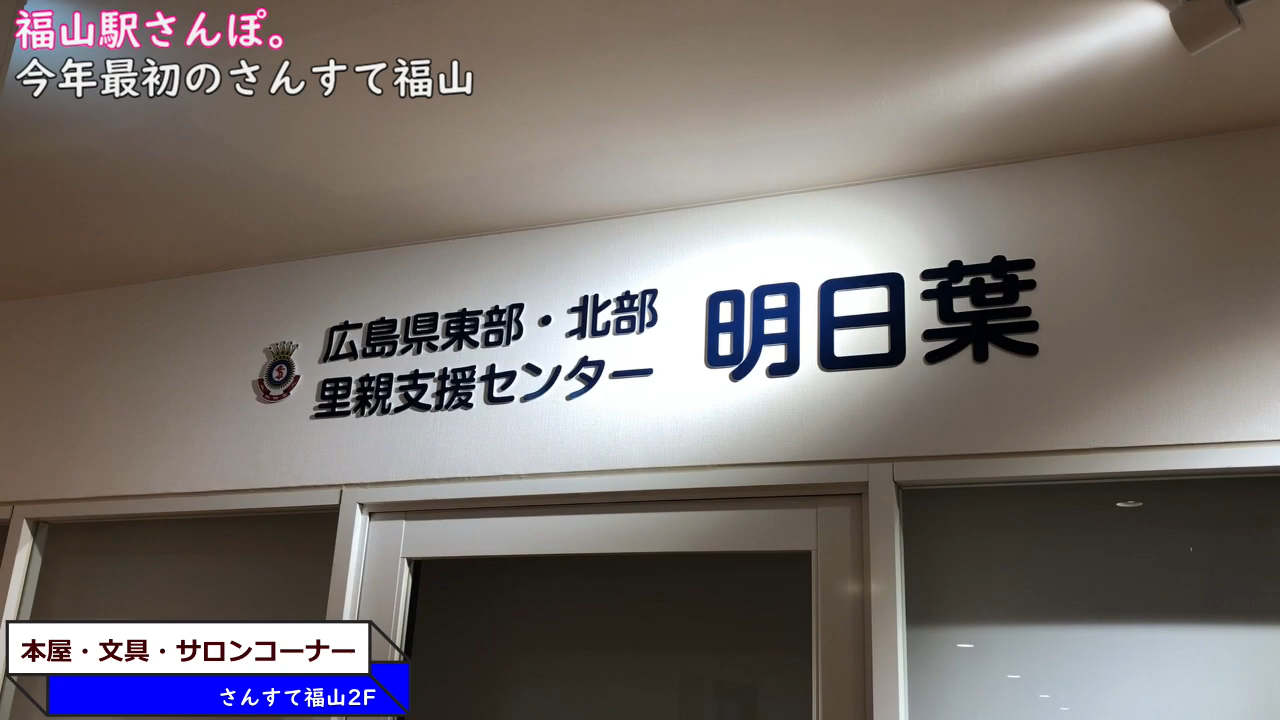 福山駅さんぽ。
今年最初のさんすて福山
広島県東部・北部
里親支援センター
明日葉
本屋・文具・サロンコーナー
さんすて福山2F